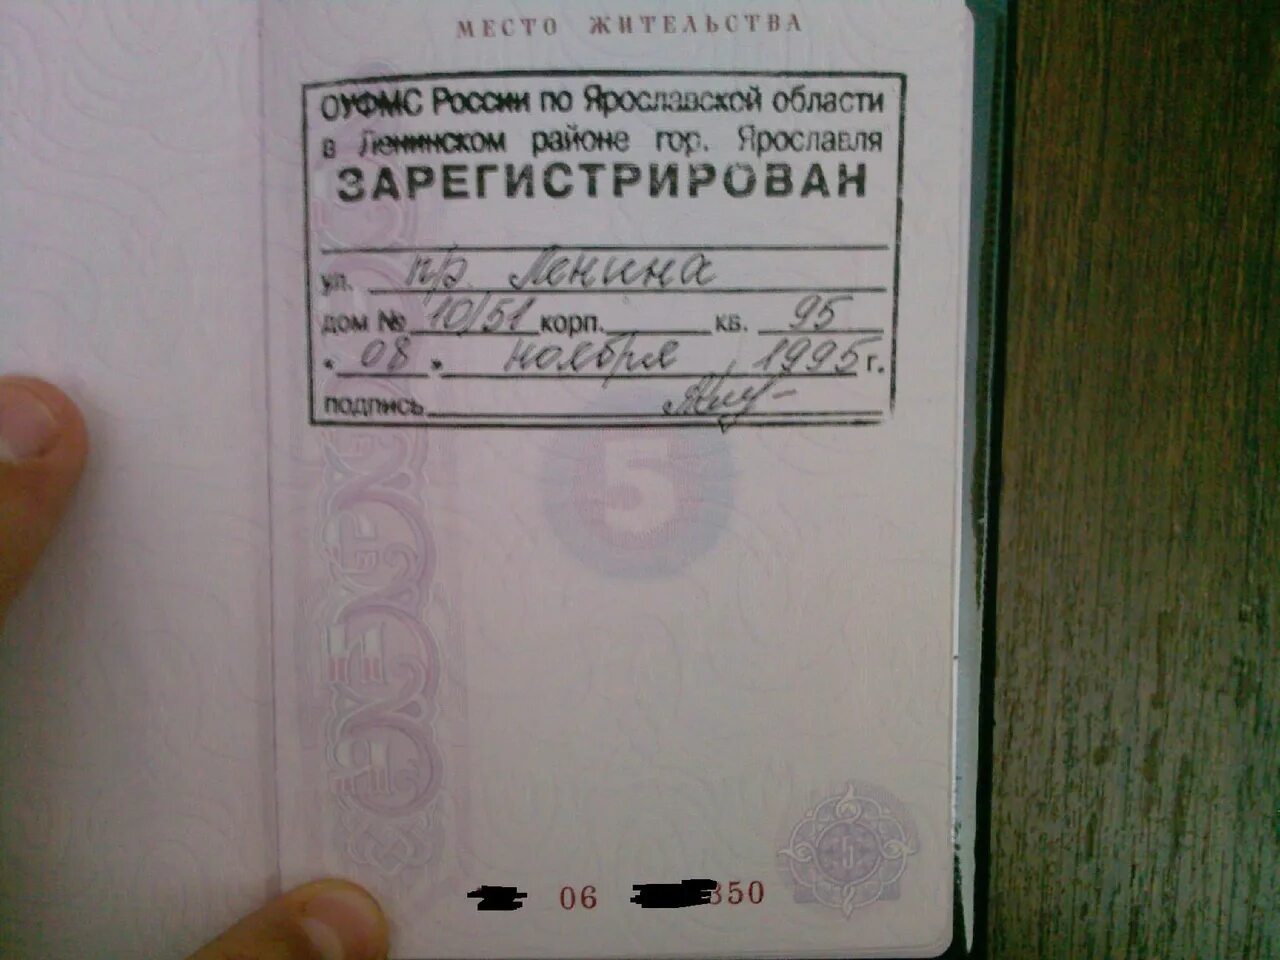 МЕСТО ЖИТЕЛЬСТВА
ОУФМС России по Ярославской области
в Ленинском районе гор. Ярославля
ЗАРЕГИСТРИРОВАН
ул. пр. Ленина
дом № 10/51 корп. кв. 95
" 08 " ноября 1995 г.
подпись
5
06 350